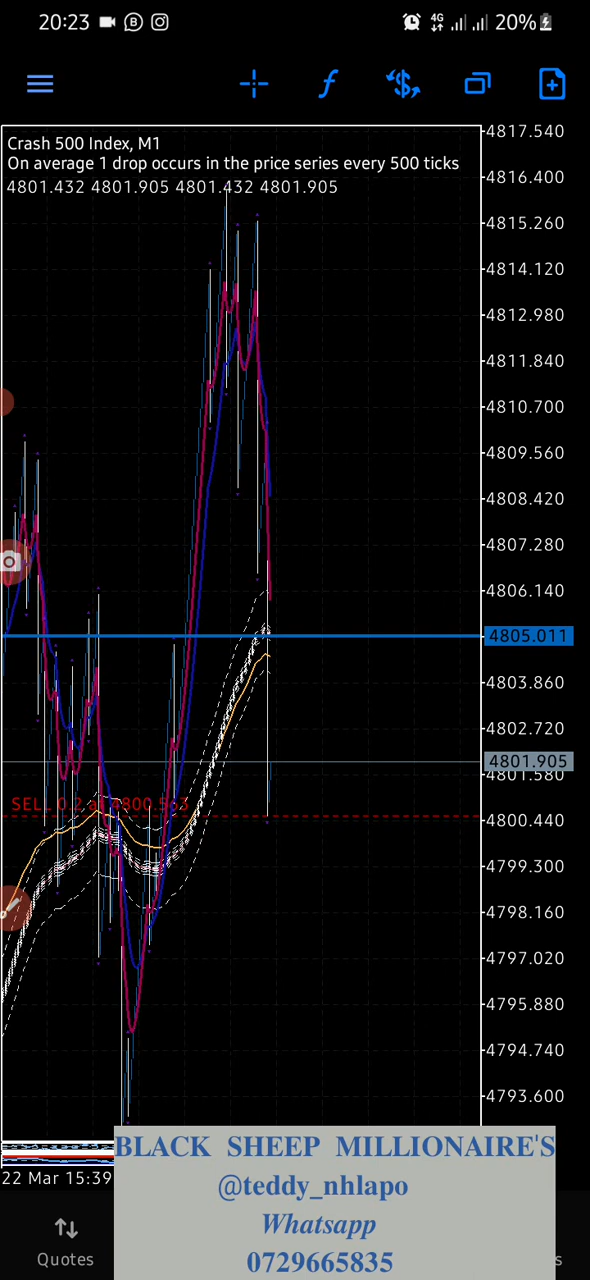 20:23
4G
20%
Crash 500 Index, M1
On average 1 drop occurs in the price series every 500 ticks
4801.432 4801.905 4801.432 4801.905
4817.540
4816.400
4815.260
4814.120
4812.980
4811.840
4810.700
4809.560
4808.420
4807.280
4806.140
4805.011
4803.860
4802.720
4801.905
4801.580
SELL 0.2 at
4800.440
4799.300
4798.160
4797.020
4795.880
4794.740
4793.600
22 Mar 15:39
BLACK SHEEP MILLIONAIRE'S
@teddy_nhlapo
Whatsapp
0729665835
Quotes